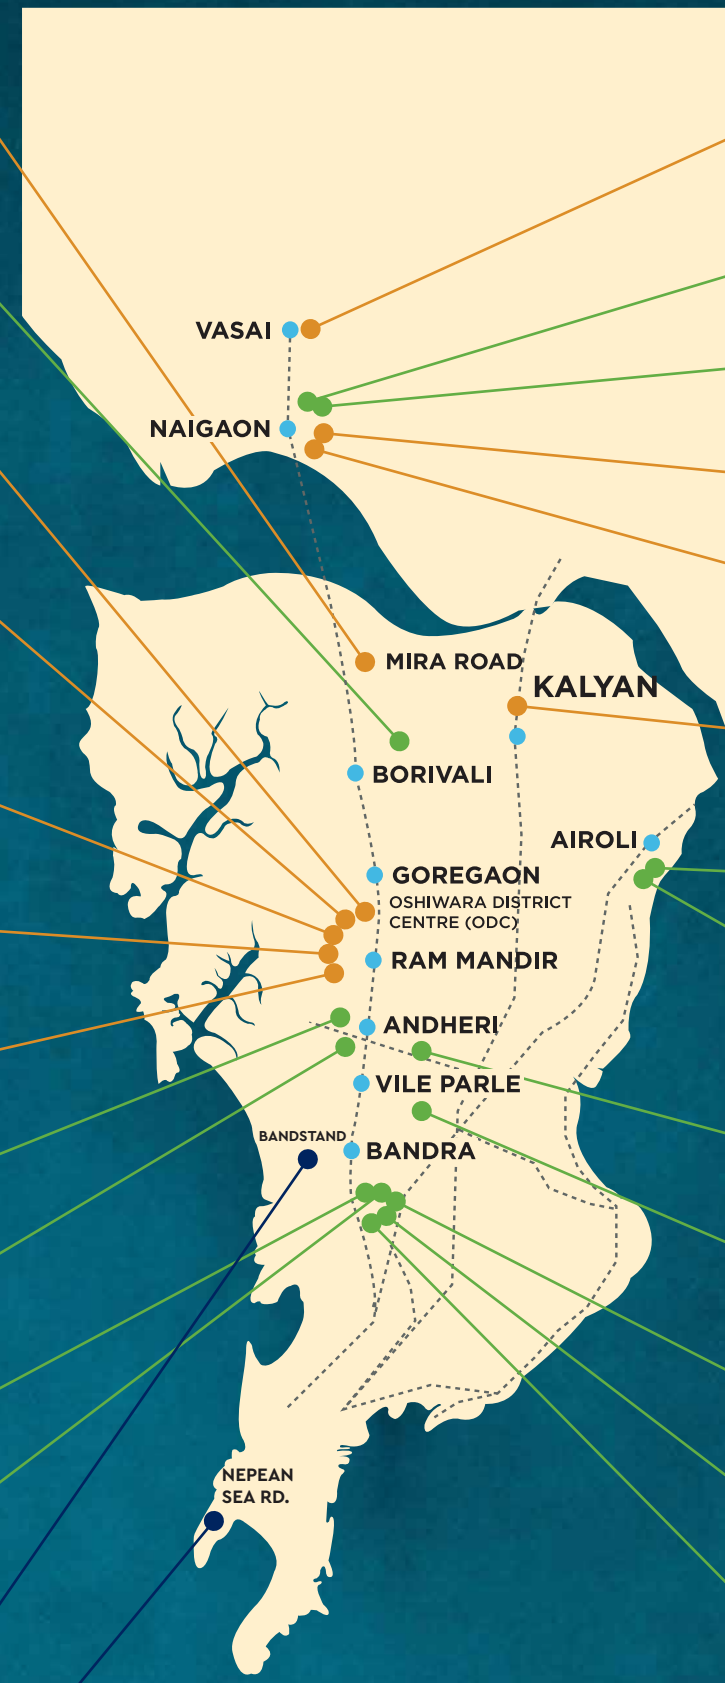 VASAI
NAIGAON
MIRA ROAD
KALYAN
BORIVALI
AIROLI
GOREGAON
OSHIWARA DISTRICT
CENTRE (ODC)
RAM MANDIR
ANDHERI
VILE PARLE
BANDSTAND
BANDRA
NEPEAN
SEA RD.